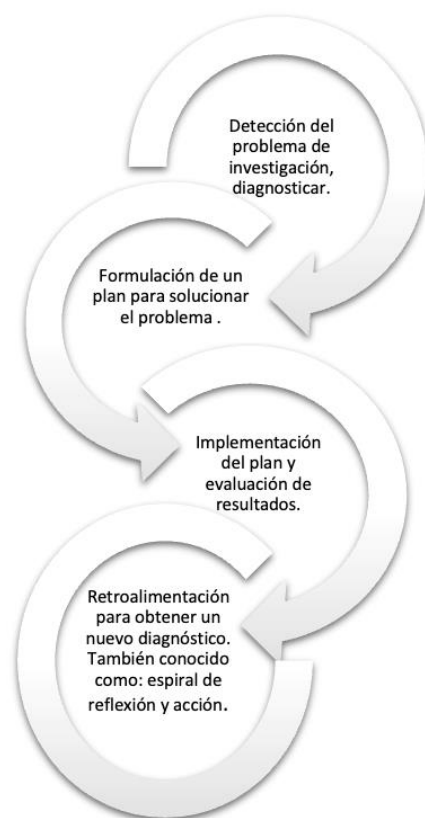 Detección del
problema de
investigación,
diagnosticar.
Formulación de un
plan para solucionar
el problema .
Implementación
del plan y
evaluación de
resultados.
Retroalimentación
para obtener un
nuevo diagnóstico.
También conocido
como: espiral de
reflexión y acción.